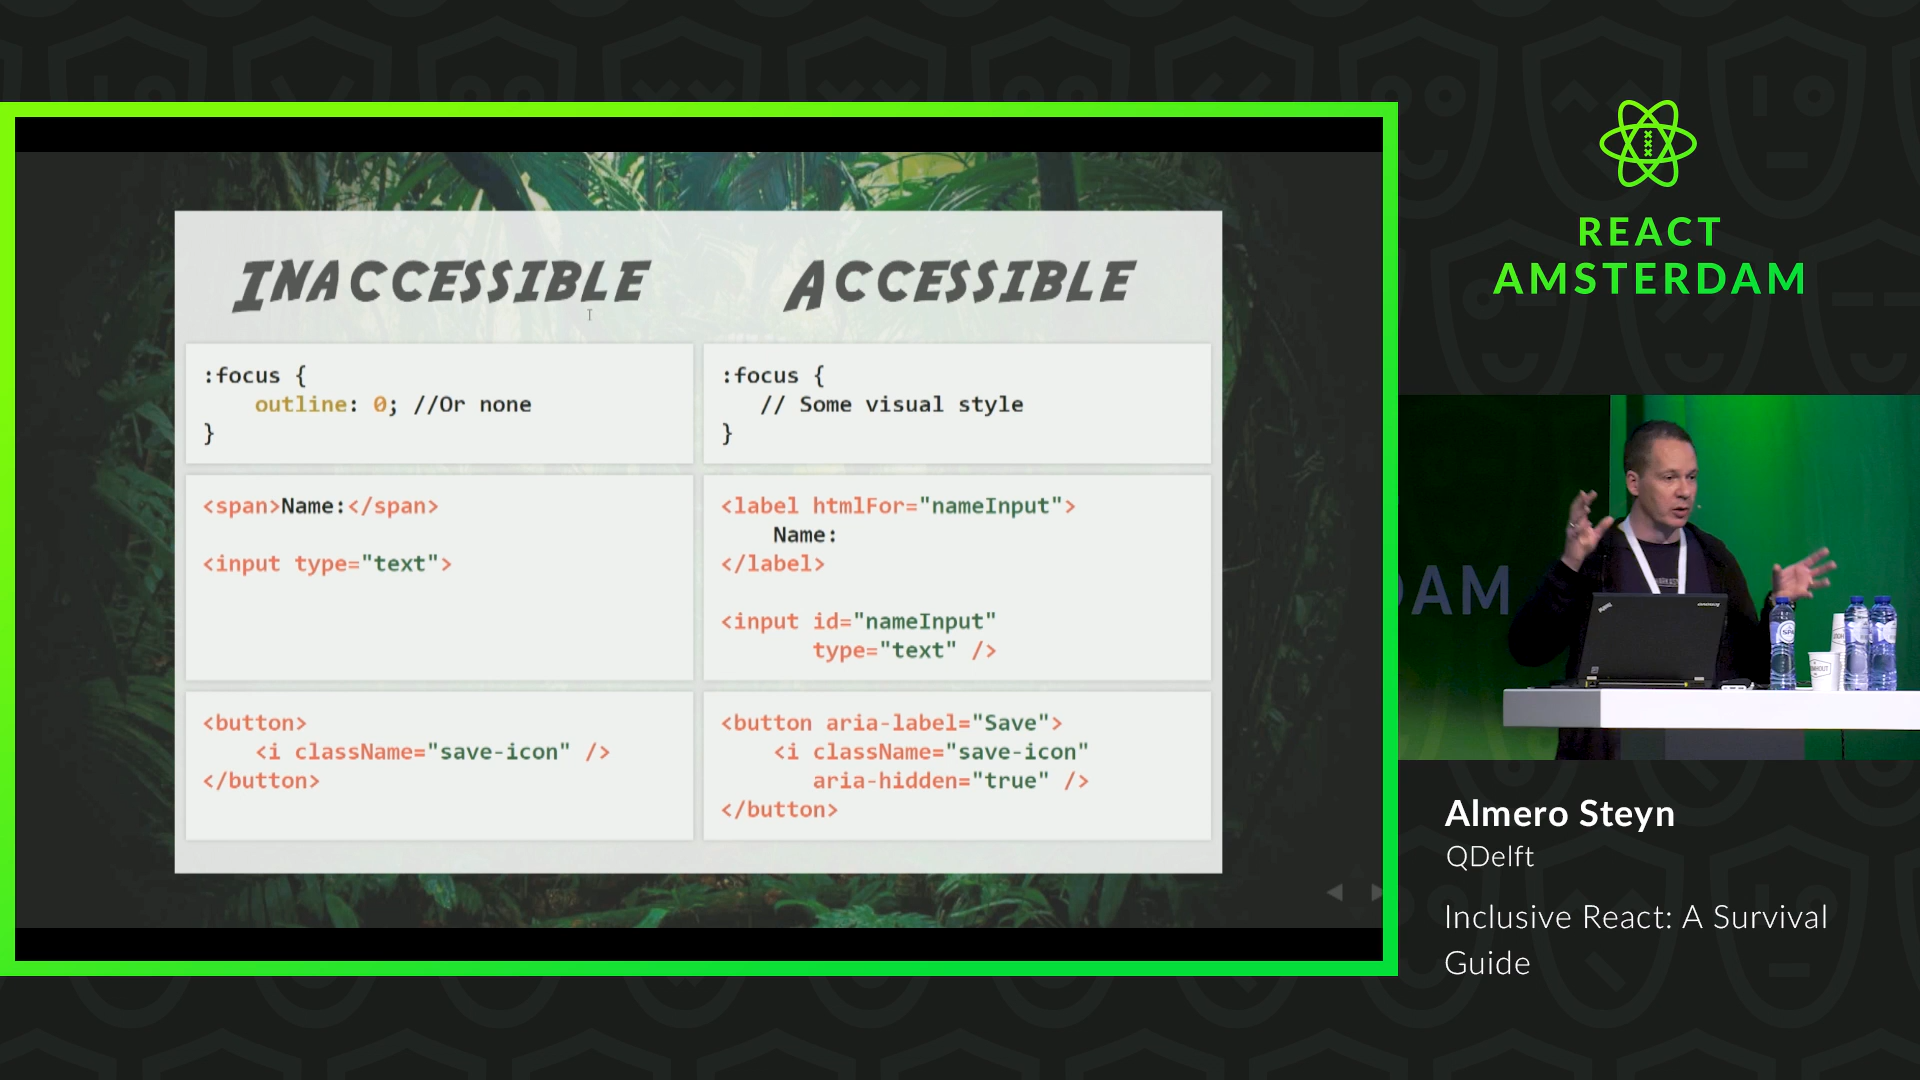 INACCESSIBLE
ACCESSIBLE
:focus {
outline: 0; //Or none
}
:focus {
// Some visual style
}
<span>Name:</span>
<input type="text">
<label htmlFor="nameInput">
Name:
</label>
<input id="nameInput"
type="text" />
<button>
<i className="save-icon" />
</button>
<button aria-label="Save">
<i className="save-icon"
aria-hidden="true" />
</button>
REACT
AMSTERDAM
DAM
Almero Steyn
QDelft
Inclusive React: A Survival
Guide